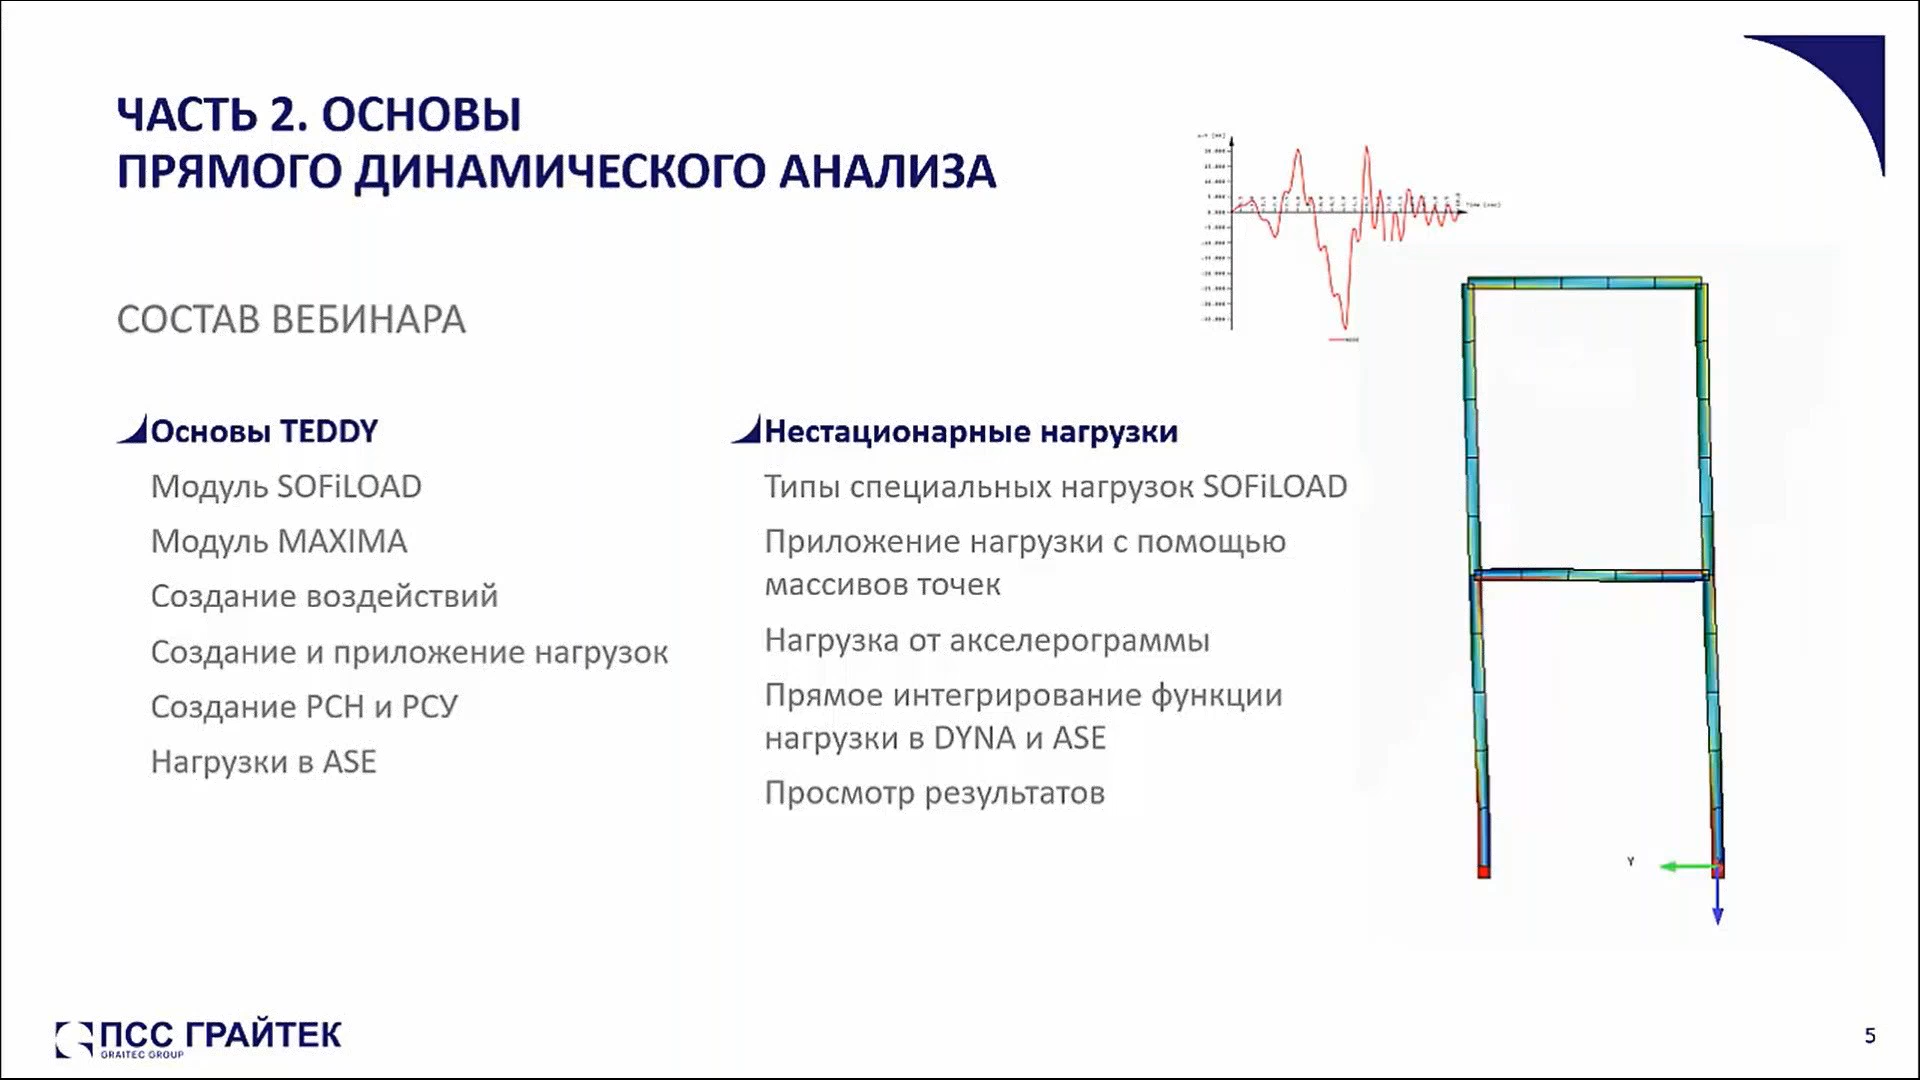 ЧАСТЬ 2. ОСНОВЫ
ПРЯМОГО ДИНАМИЧЕСКОГО АНАЛИЗА
СОСТАВ ВЕБИНАРА
Основы TEDDY
Модуль SOFiLOAD
Модуль MAXIMA
Создание воздействий
Создание и приложение нагрузок
Создание РСН и РСУ
Нагрузки в ASE
Нестационарные нагрузки
Типы специальных нагрузок SOFiLOAD
Приложение нагрузки с помощью
массивов точек
Нагрузка от акселерограммы
Прямое интегрирование функции
нагрузки в DYNA и ASE
Просмотр результатов
Y
ПСС ГРАЙТЕК
GRAITEC GROUP
5